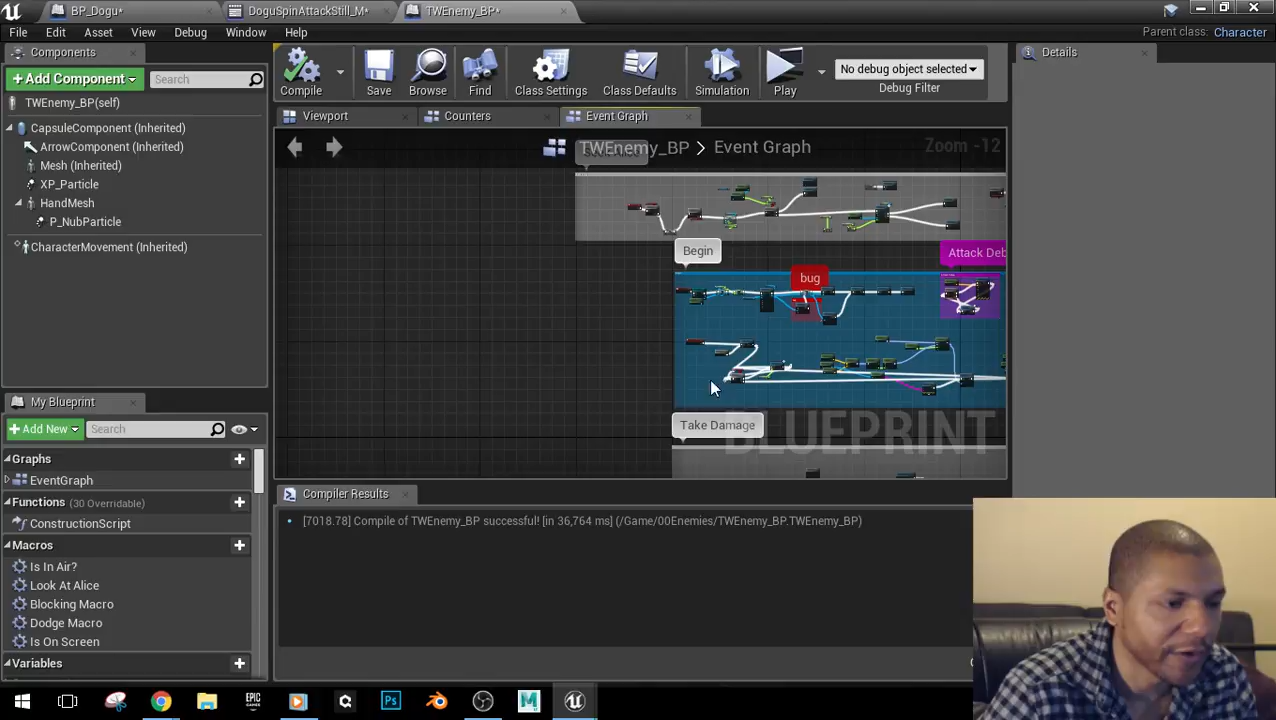 BP_Dogu*
DoguSpinAttackStill_M*
TWEnemy_BP*
File
Edit
Asset
View
Debug
Window
Help
Parent class: Character
Components
Details
+Add Component
Search
TWEnemy_BP(self)
CapsuleComponent (Inherited)
ArrowComponent (Inherited)
Mesh (Inherited)
XP_Particle
HandMesh
P_NubParticle
CharacterMovement (Inherited)
Compile
Save
Browse
Find
Class Settings
Class Defaults
Simulation
Play
No debug object selected
Debug Filter
Viewport
Counters
Event Graph
TWEnemy_BP > Event Graph
Zoom -12
Begin
bug
Attack Deb
Take Damage
BLUEPRINT
My Blueprint
+Add New
Search
Graphs
EventGraph
Functions (30 Overridable)
ConstructionScript
Macros
Is In Air?
Look At Alice
Blocking Macro
Dodge Macro
Is On Screen
Variables
Compiler Results
[7018.78] Compile of TWEnemy_BP successful! [in 36,764 ms] (/Game/00Enemies/TWEnemy_BP.TWEnemy_BP)
EPIC
GAMES
Ps
M